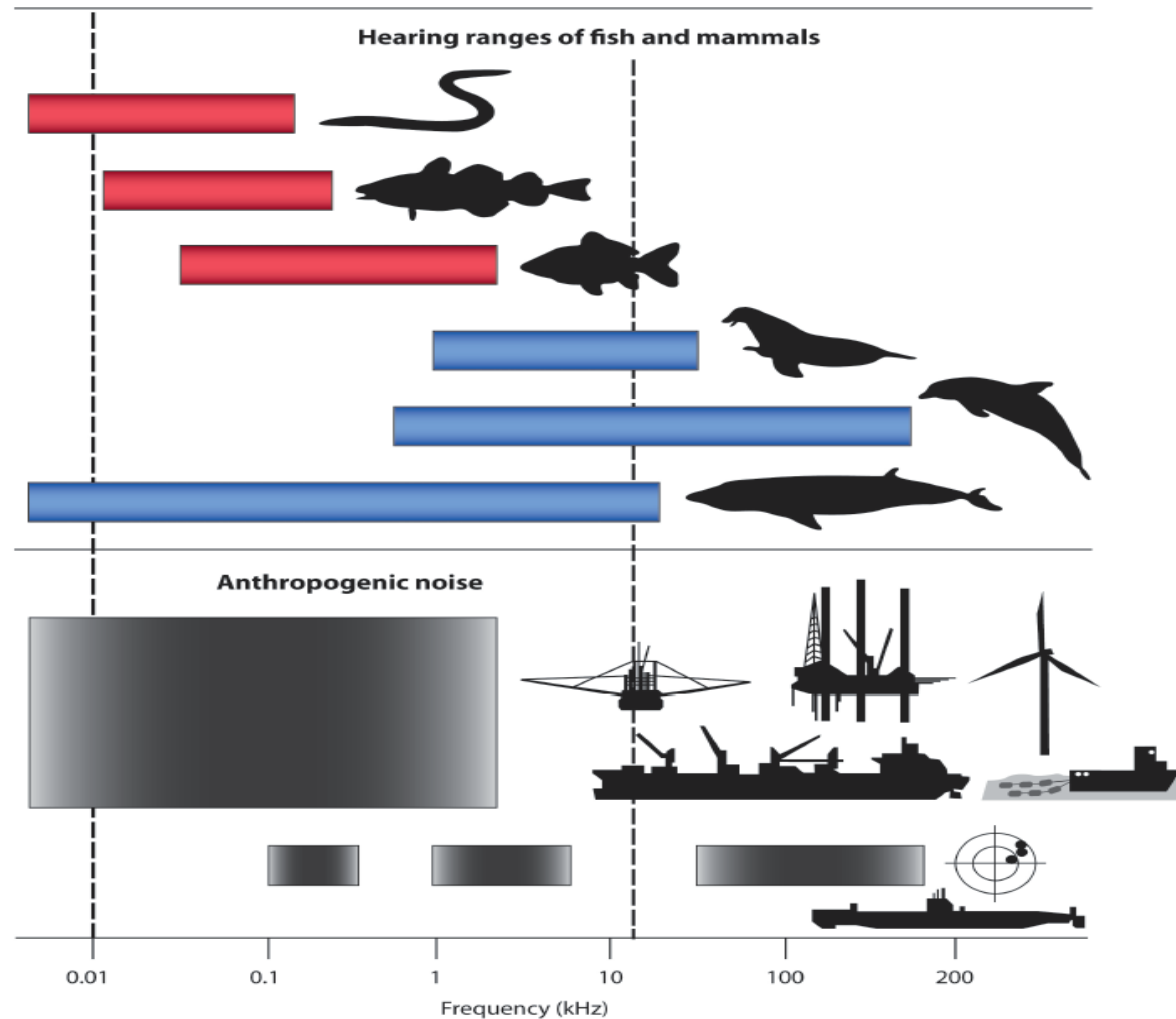 Hearing ranges of fish and mammals
Anthropogenic noise
0.01 0.1 1 10 100 200
Frequency (kHz)